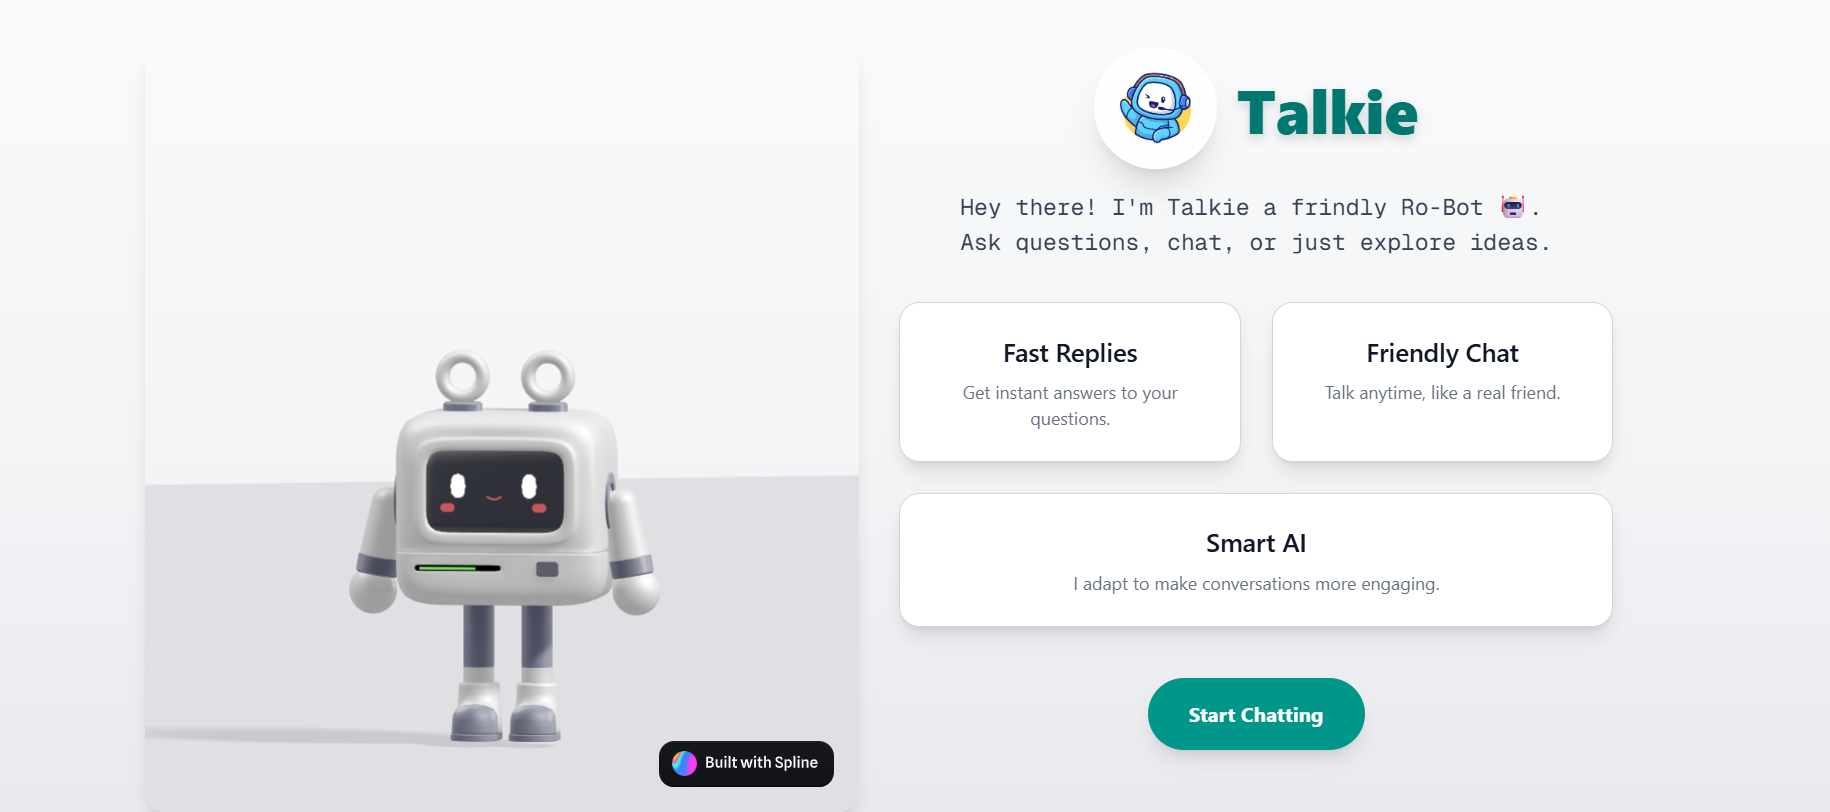 Talkie
Hey there! I'm Talkie a frindly Ro-Bot 🤖.
Ask questions, chat, or just explore ideas.
Fast Replies
Get instant answers to your
questions.
Friendly Chat
Talk anytime, like a real friend.
Smart AI
I adapt to make conversations more engaging.
Start Chatting
Built with Spline